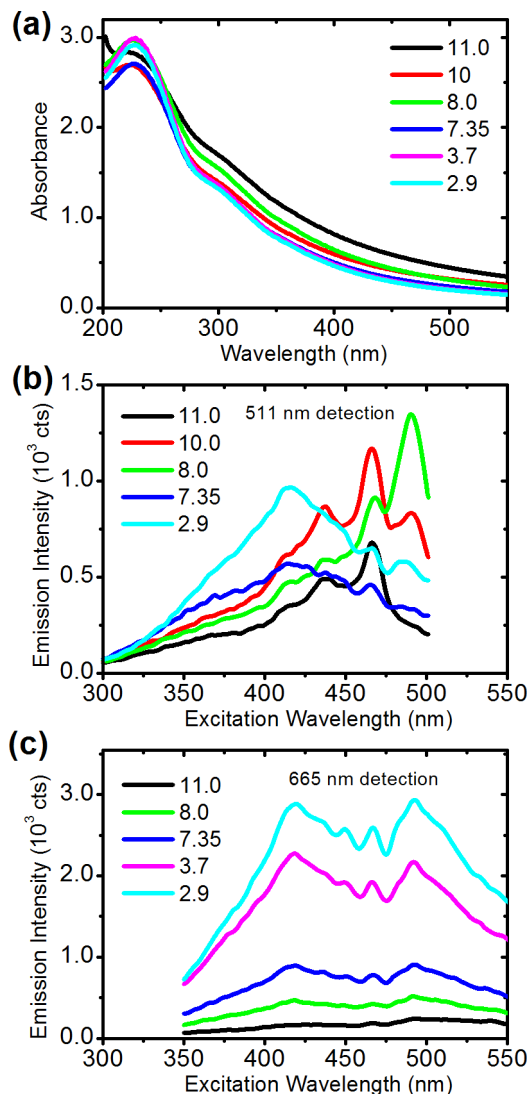 (a)
3.0
2.0
1.0
0.0
Absorbance
11.0
10
8.0
7.35
3.7
2.9
200 300 400 500
Wavelength (nm)
(b)
1.5
1.0
0.5
0.0
Emission Intensity (10³ cts)
11.0
10.0
8.0
7.35
2.9
511 nm detection
300 350 400 450 500 550
Excitation Wavelength (nm)
(c)
3.0
2.0
1.0
0.0
Emission Intensity (10³ cts)
11.0
8.0
7.35
3.7
2.9
665 nm detection
300 350 400 450 500 550
Excitation Wavelength (nm)